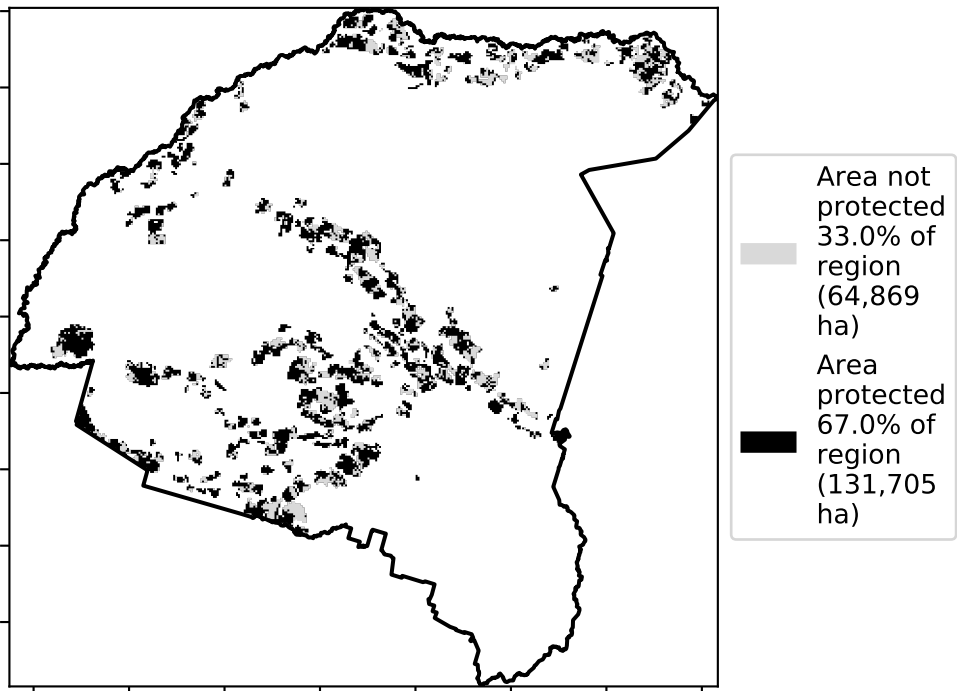 Area not
protected
33.0% of
region
(64,869
ha)
Area
protected
67.0% of
region
(131,705
ha)